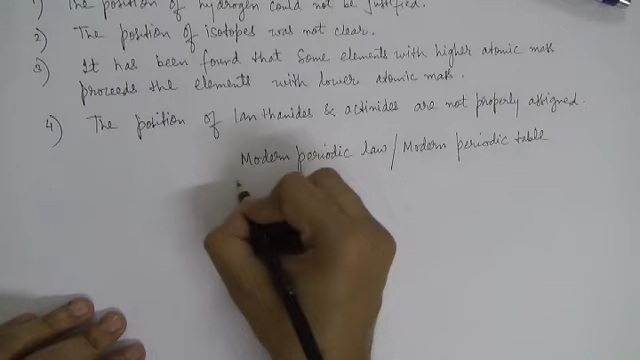 1) The position of hydrogen could not be justified.
2) The position of isotopes was not clear.
3) It has been found that some elements with higher atomic mass
proceeds the elements with lower atomic mass.
4) The position of lanthanides & actinides are not properly assigned.
Modern periodic law/Modern periodic table